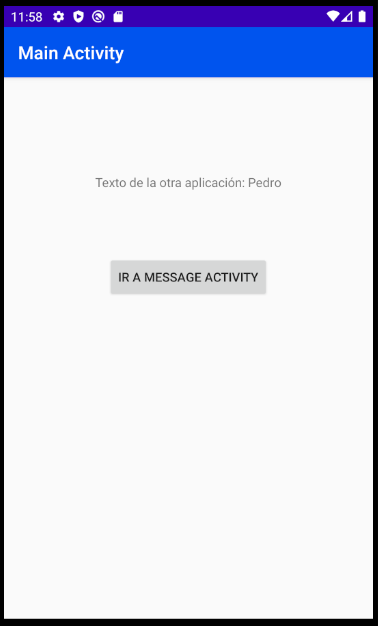 11:58
Main Activity
Texto de la otra aplicación: Pedro
IR A MESSAGE ACTIVITY